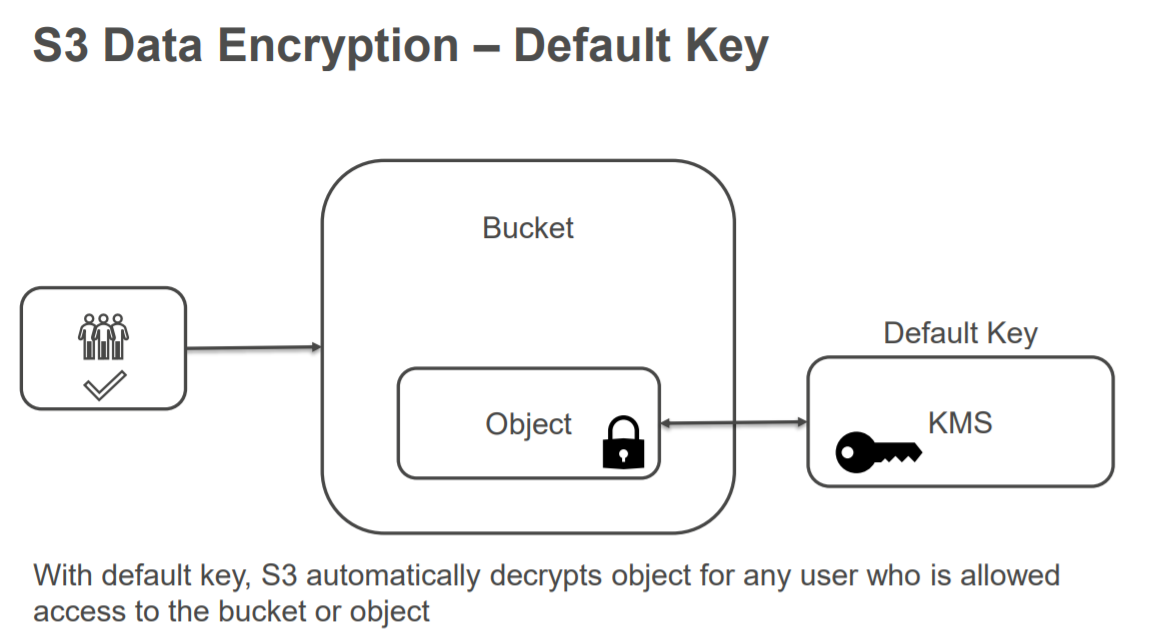 S3 Data Encryption – Default Key
Bucket
Default Key
Object
KMS
With default key, S3 automatically decrypts object for any user who is allowed
access to the bucket or object